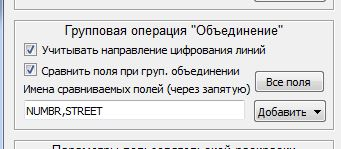 Групповая операция "Объединение"
Учитывать направление цифрования линий
Сравнить поля при груп. объединении
Имена сравниваемых полей (через запятую)
Все поля
NUMBR,STREET
Добавить